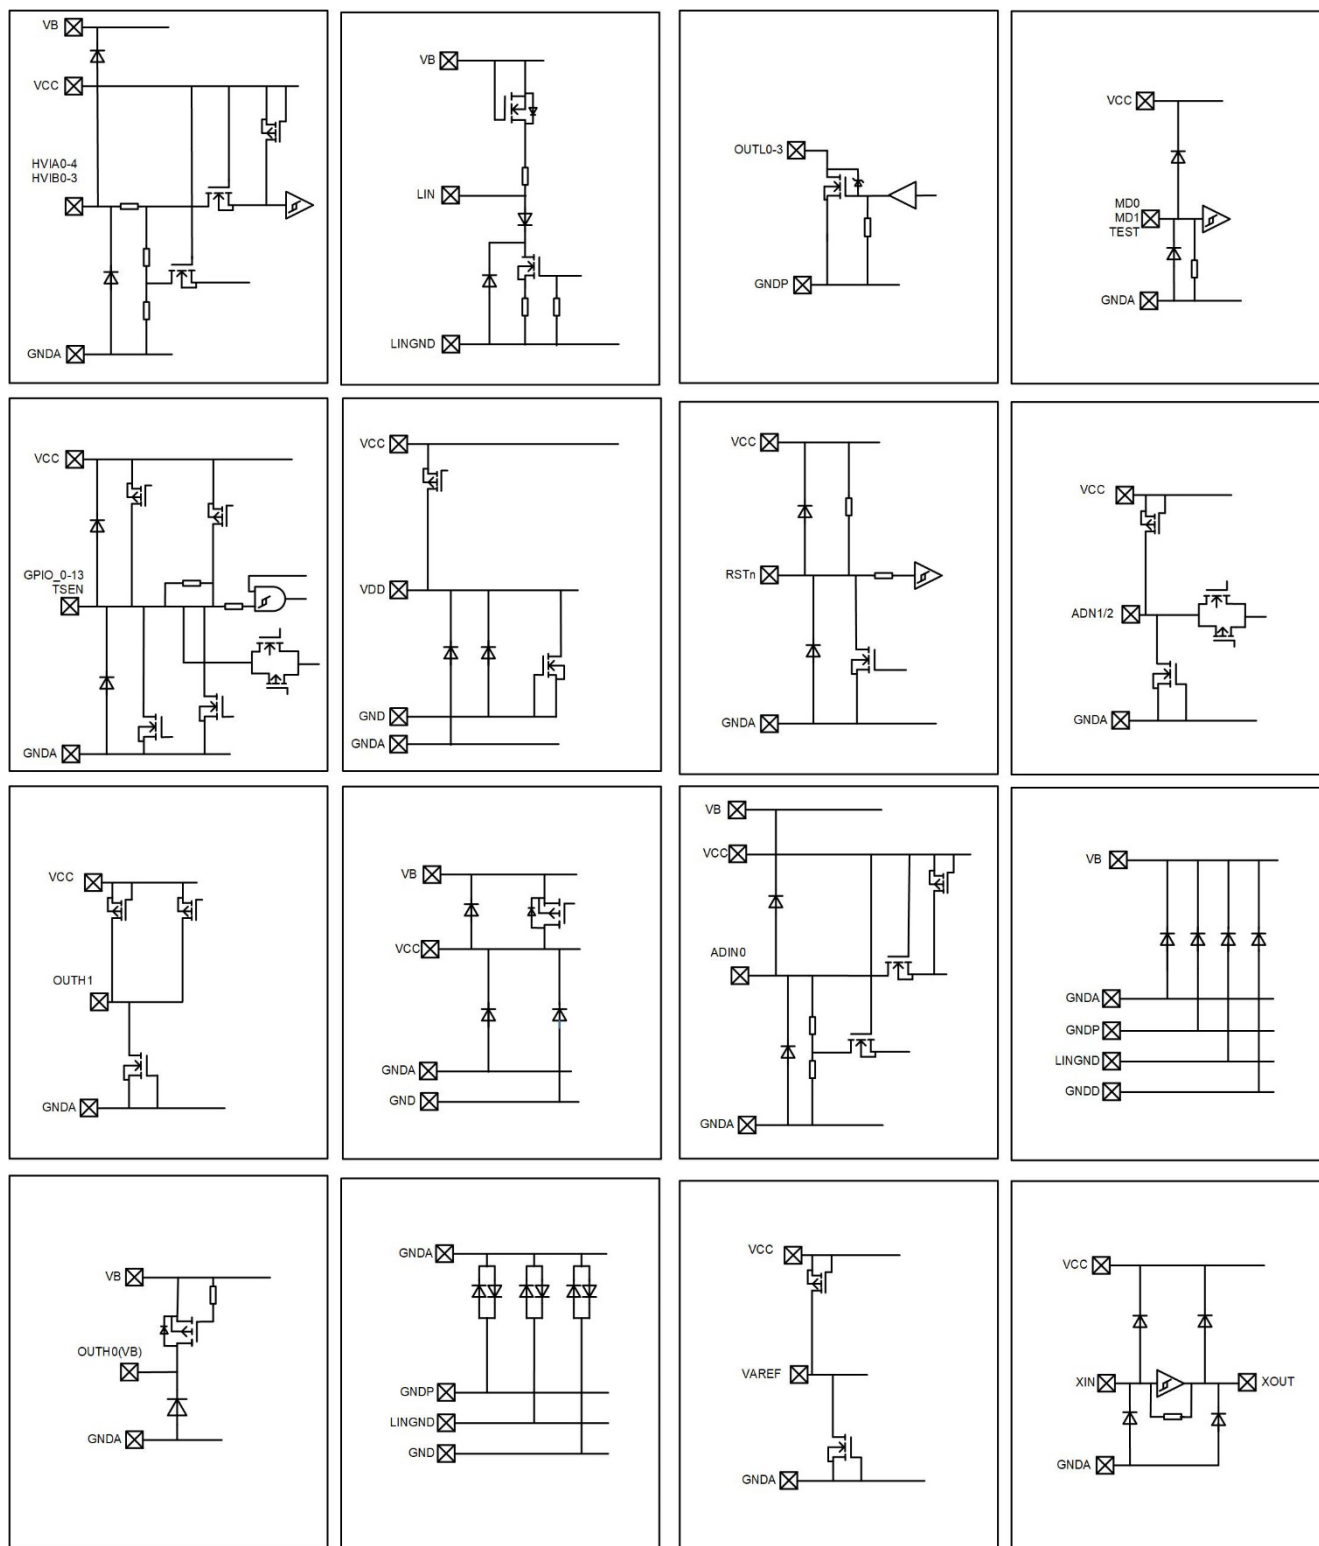 VB
VCC
HVIA0-4
HVIB0-3
GNDA
VB
LIN
LINGND
OUTL0-3
GNDP
VCC
MD0
MD1
TEST
GNDA
VCC
GPIO_0-13
TSEN
GNDA
VCC
VDD
GND
GNDA
VCC
RSTn
GNDA
VCC
ADN1/2
GNDA
VCC
OUTH1
GNDA
VB
VCC
GNDA
GND
VB
VCC
ADIN0
GNDA
VB
GNDA
GNDP
LINGND
GNDD
VB
OUTH0(VB)
GNDA
GNDA
GNDP
LINGND
GND
VCC
VAREF
GNDA
VCC
XIN
XOUT
GNDA